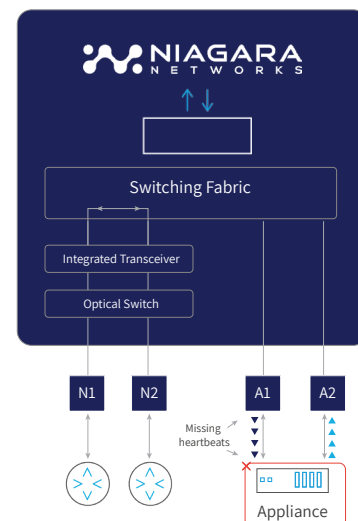 NIAGARA
NETWORKS
Switching Fabric
Integrated Transceiver
Optical Switch
N1 N2 A1 A2
Missing
heartbeats
Appliance